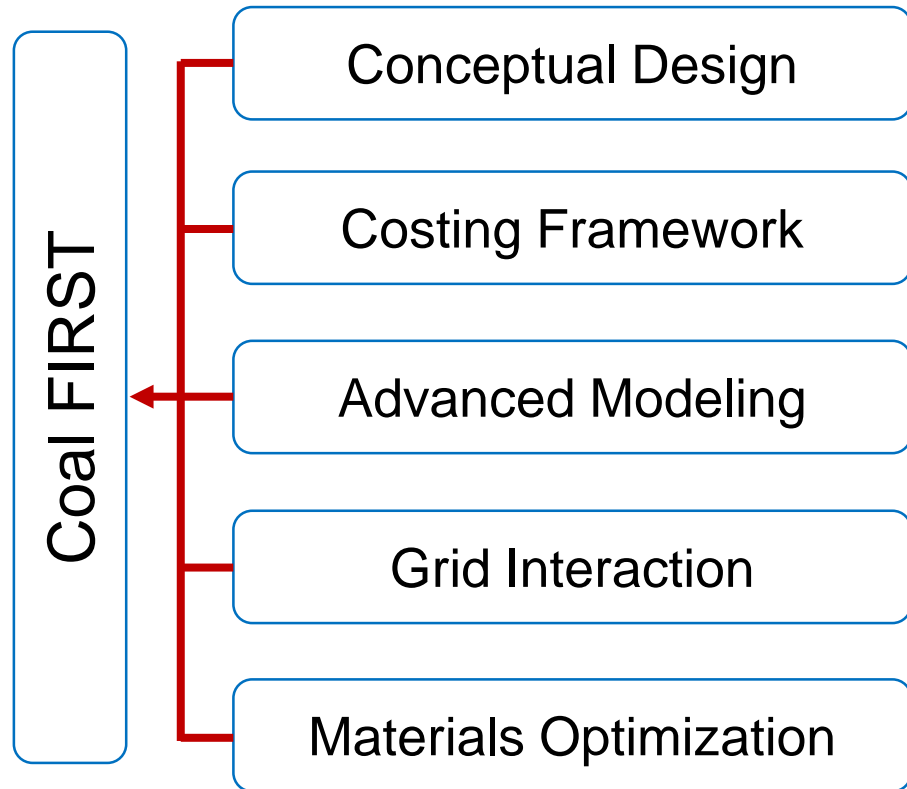 Coal FIRST
Conceptual Design
Costing Framework
Advanced Modeling
Grid Interaction
Materials Optimization